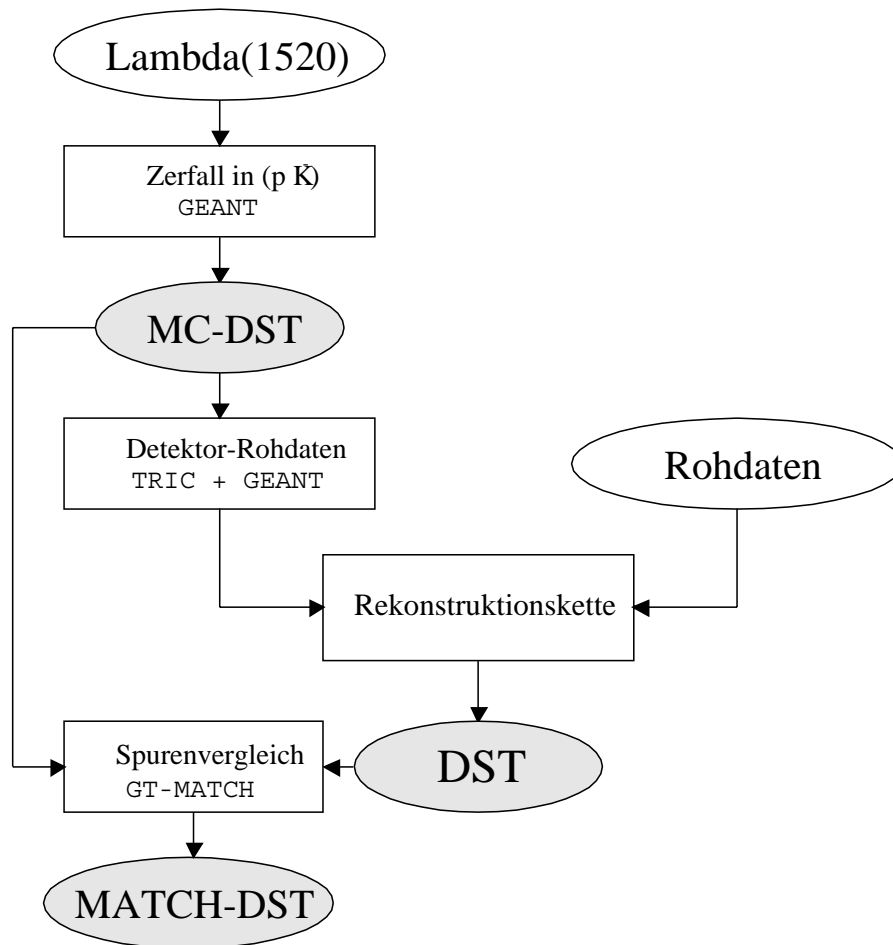 Lambda(1520)
Zerfall in (p K⁻)
GEANT
MC-DST
Detektor-Rohdaten
TRIC + GEANT
Rohdaten
Rekonstruktionskette
Spurenvergleich
GT-MATCH
DST
MATCH-DST